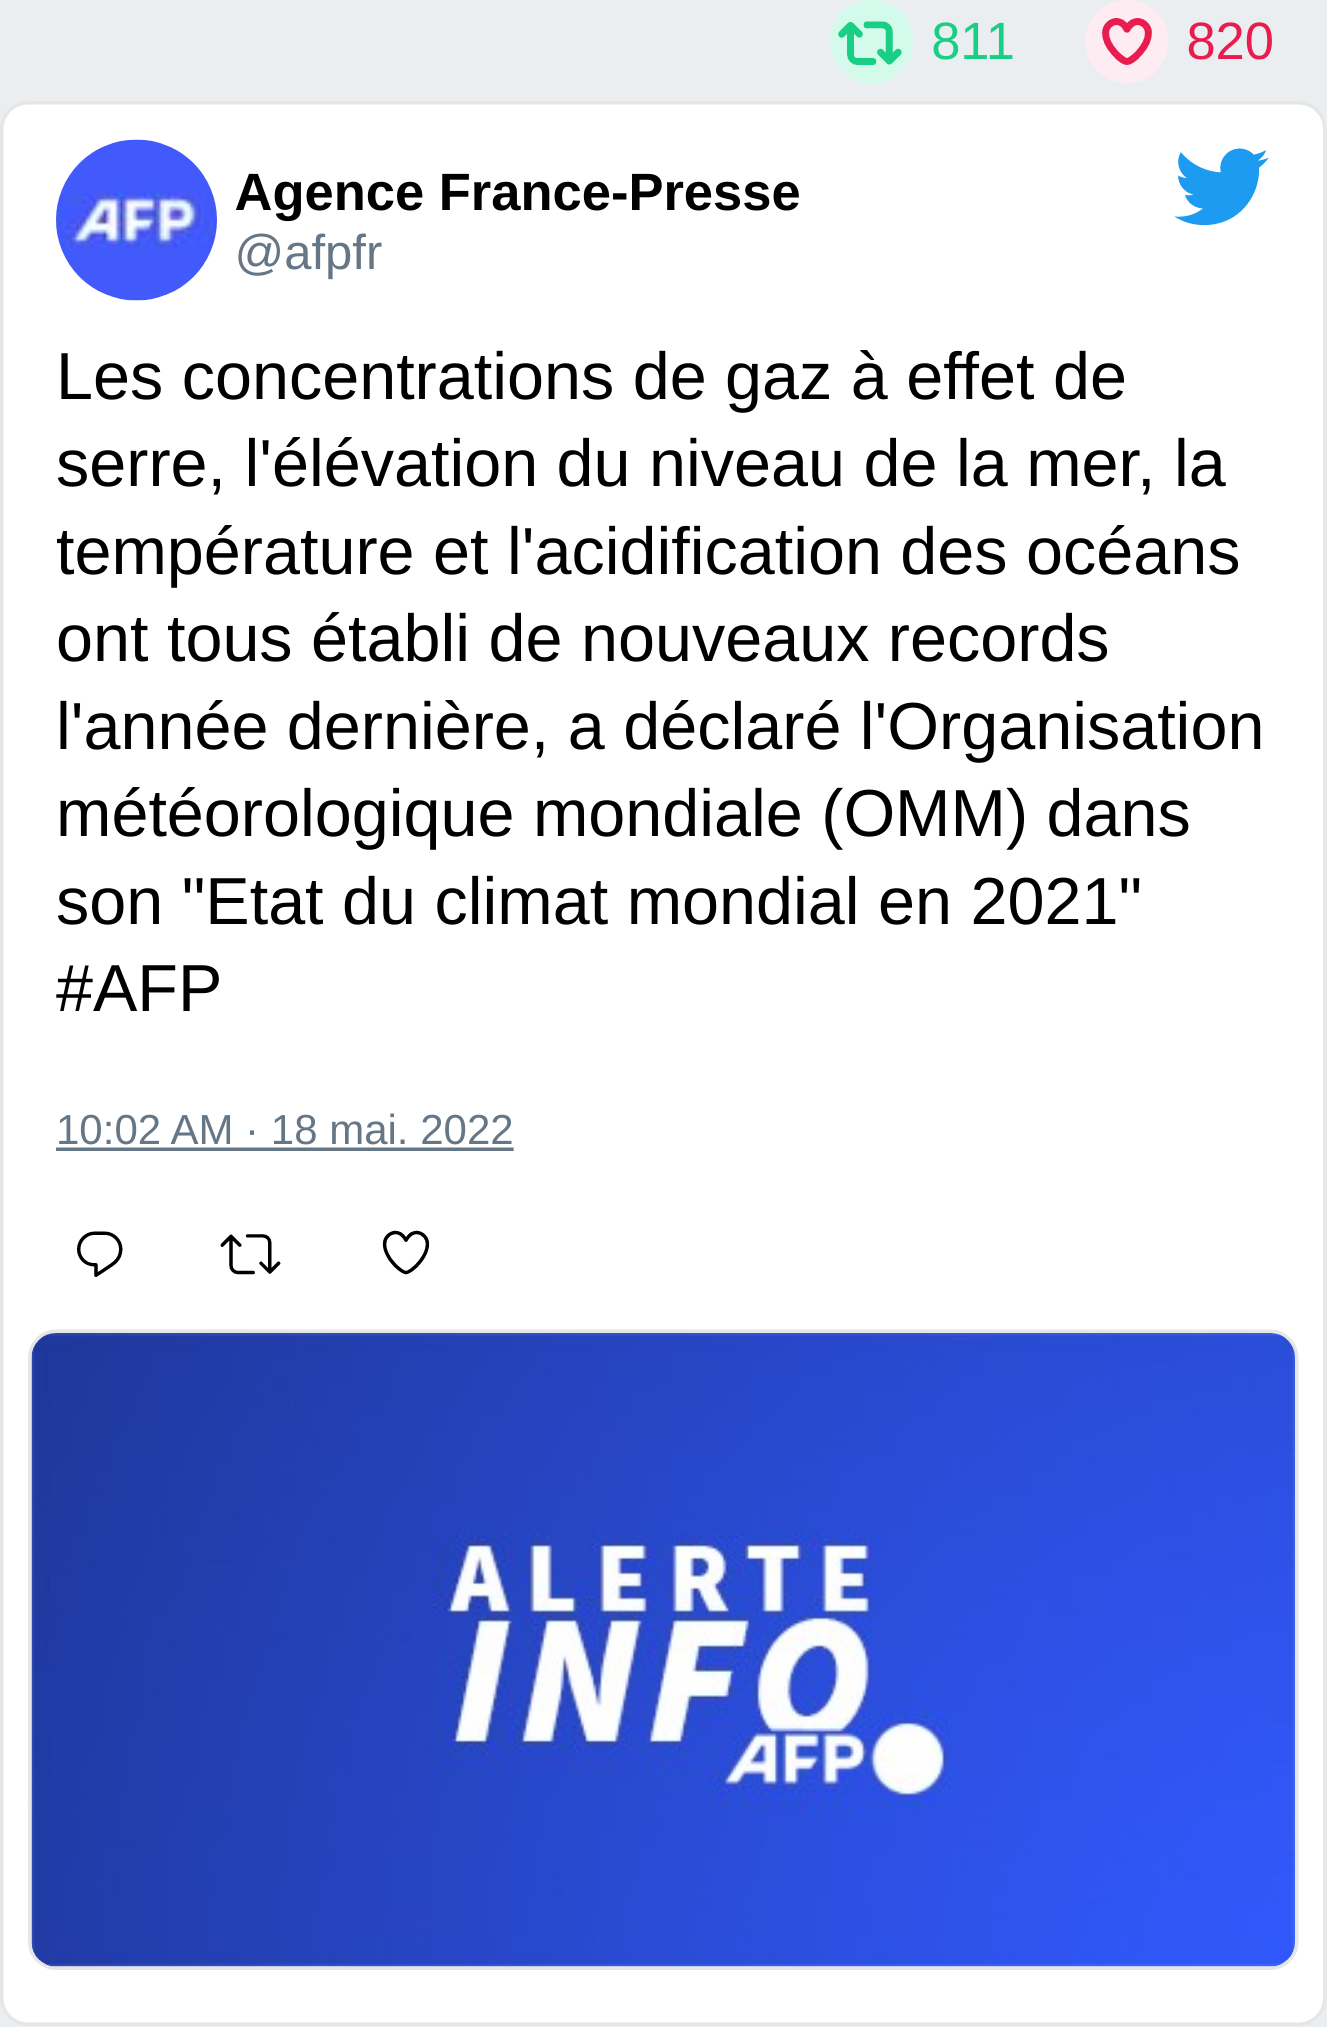 811 820
AFP
Agence France-Presse
@afpfr
Les concentrations de gaz à effet de
serre, l'élévation du niveau de la mer, la
température et l'acidification des océans
ont tous établi de nouveaux records
l'année dernière, a déclaré l'Organisation
météorologique mondiale (OMM) dans
son "Etat du climat mondial en 2021"
#AFP
10:02 AM · 18 mai. 2022
ALERTE
INFO
AFP